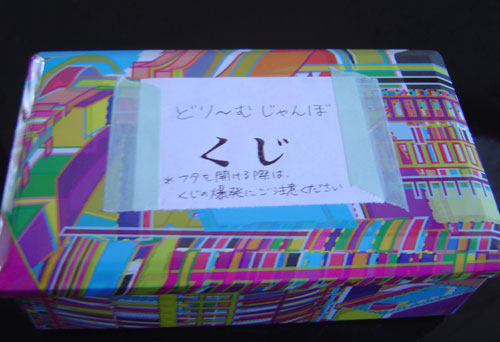 どり〜むじゃんぼ
くじ
※フタを開ける際は、
くじの爆発にご注意ください